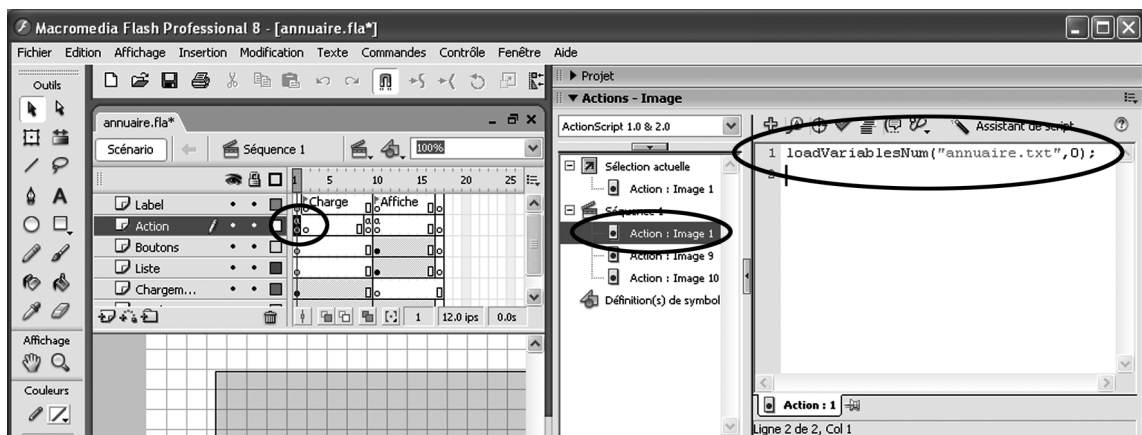 Macromedia Flash Professional 8 - [annuaire.fla*]
Fichier Edition Affichage Insertion Modification Texte Commandes Contrôle Fenêtre Aide
Outils
Affichage
Couleurs
annuaire.fla*
Scénario
Séquence 1
100%
1 5 10 15 20 25
Label
Charge
Affiche
Action
Boutons
Liste
Chargem...
1
12.0 ips
0.0s
Projet
Actions - Image
ActionScript 1.0 & 2.0
Sélection actuelle
Action : Image 1
Séquence 1
Action : Image 1
Action : Image 9
Action : Image 10
Définition(s) de symbol
Assistant de script
1 loadVariablesNum("annuaire.txt",0);
2
Action : 1
Ligne 2 de 2, Col 1